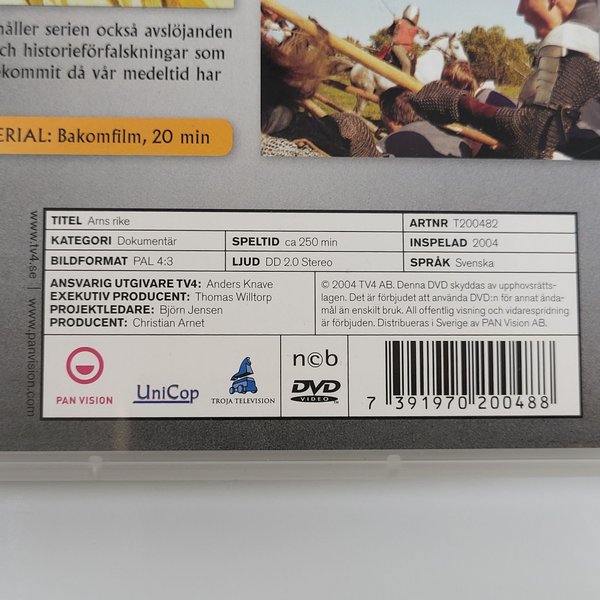 håller serien också avslöjanden
och historieförfalskningar som
ekommit då vår medeltid har
ERIAL: Bakomfilm, 20 min
www.tv4.se | www.panvision.com
TITEL Arns rike
ARTNR T200482
KATEGORI Dokumentär
SPELTID ca 250 min
INSPELAD 2004
BILDFORMAT PAL 4:3
LJUD DD 2.0 Stereo
SPRÅK Svenska
ANSVARIG UTGIVARE TV4: Anders Knave
EXEKUTIV PRODUCENT: Thomas Willtorp
PROJEKTLEDARE: Björn Jensen
PRODUCENT: Christian Arnet
© 2004 TV4 AB. Denna DVD skyddas av upphovsrätts-
lagen. Det är förbjudet att använda DVD:n för annat ända-
mål än enskilt bruk. All offentlig visning och vidarespridning
är förbjuden. Distribueras i Sverige av PAN Vision AB.
PAN VISION
UniCop
TROJA TELEVISION
n©b
DVD
VIDEO
7 391970 200488